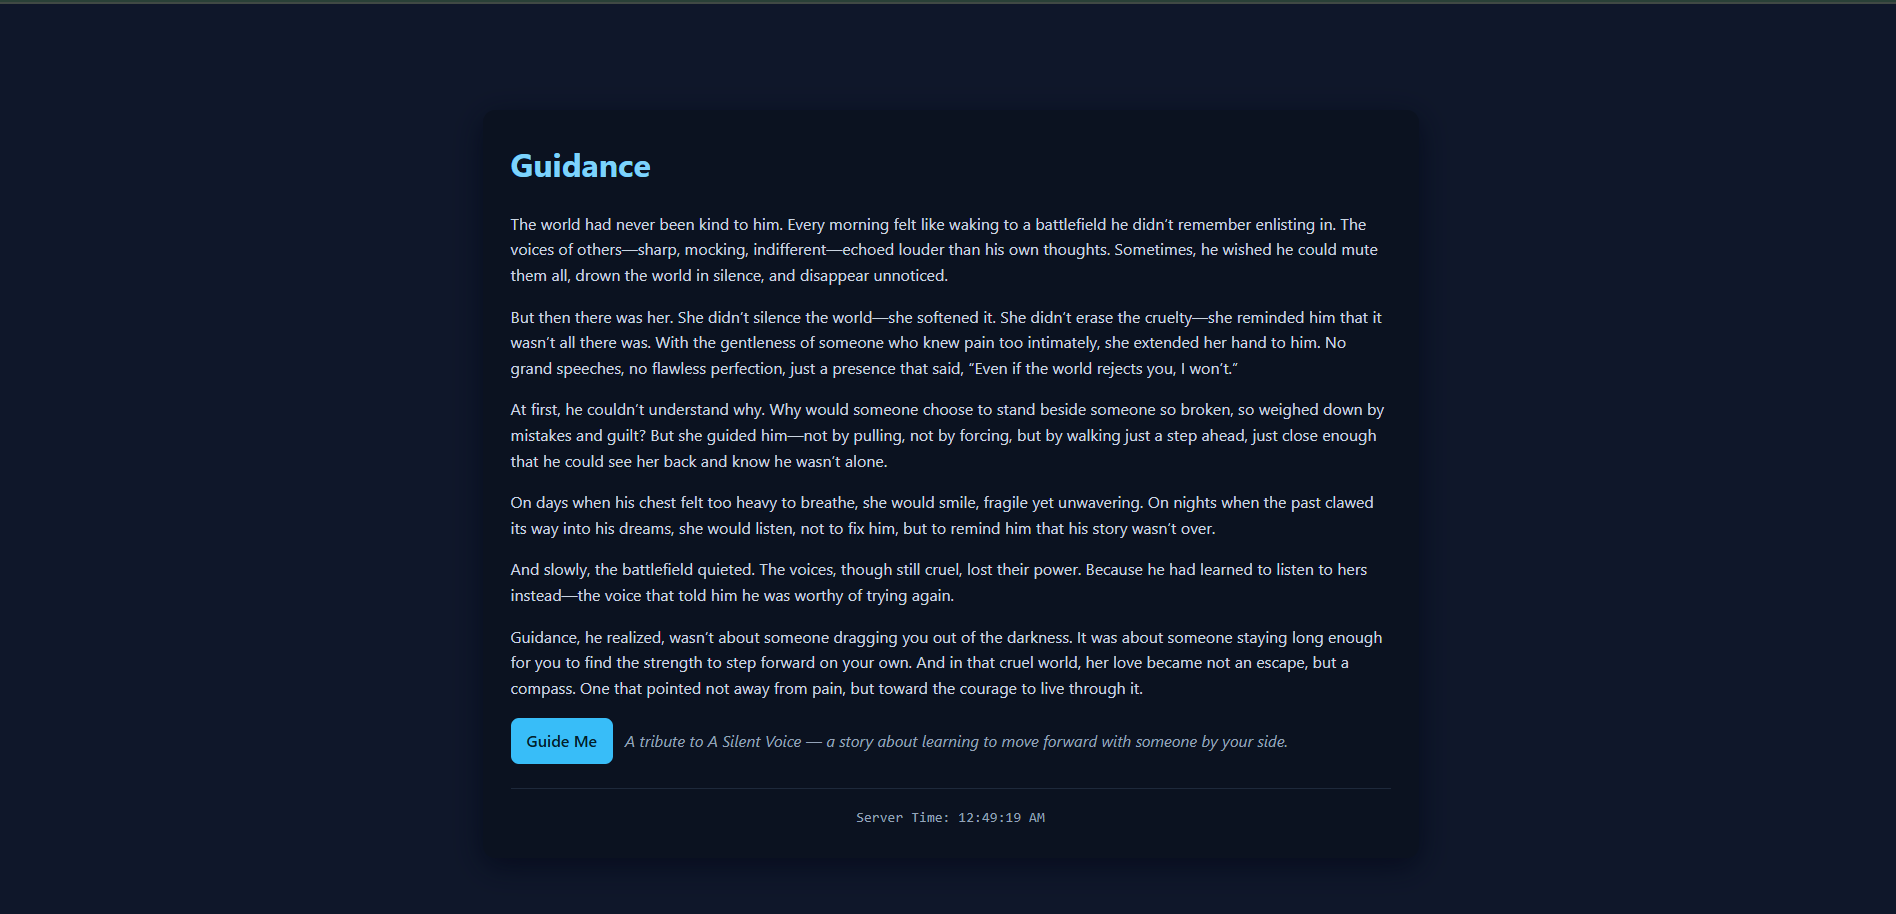 Guidance
The world had never been kind to him. Every morning felt like waking to a battlefield he didn’t remember enlisting in. The
voices of others—sharp, mocking, indifferent—echoed louder than his own thoughts. Sometimes, he wished he could mute
them all, drown the world in silence, and disappear unnoticed.
But then there was her. She didn’t silence the world—she softened it. She didn’t erase the cruelty—she reminded him that it
wasn’t all there was. With the gentleness of someone who knew pain too intimately, she extended her hand to him. No
grand speeches, no flawless perfection, just a presence that said, “Even if the world rejects you, I won’t.”
At first, he couldn’t understand why. Why would someone choose to stand beside someone so broken, so weighed down by
mistakes and guilt? But she guided him—not by pulling, not by forcing, but by walking just a step ahead, just close enough
that he could see her back and know he wasn’t alone.
On days when his chest felt too heavy to breathe, she would smile, fragile yet unwavering. On nights when the past clawed
its way into his dreams, she would listen, not to fix him, but to remind him that his story wasn’t over.
And slowly, the battlefield quieted. The voices, though still cruel, lost their power. Because he had learned to listen to hers
instead—the voice that told him he was worthy of trying again.
Guidance, he realized, wasn’t about someone dragging you out of the darkness. It was about someone staying long enough
for you to find the strength to step forward on your own. And in that cruel world, her love became not an escape, but a
compass. One that pointed not away from pain, but toward the courage to live through it.
Guide Me A tribute to A Silent Voice — a story about learning to move forward with someone by your side.
Server Time: 12:49:19 AM